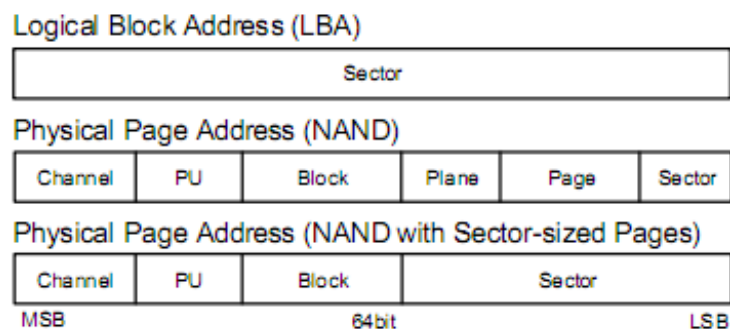 Logical Block Address (LBA)
Sector
Physical Page Address (NAND)
Channel PU Block Plane Page Sector
Physical Page Address (NAND with Sector-sized Pages)
Channel PU Block Sector
MSB 64bit LSB